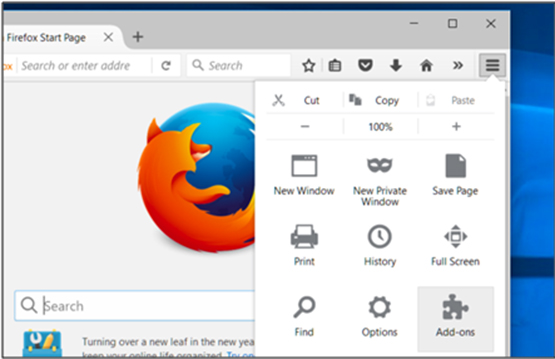 Firefox Start Page
ox Search or enter addre
Search
Cut Copy Paste
100%
New Window
New Private
Window
Save Page
Print History Full Screen
Search
Find Options Add-ons
Turning over a new leaf in the new yea
keep your online life organized. Try o